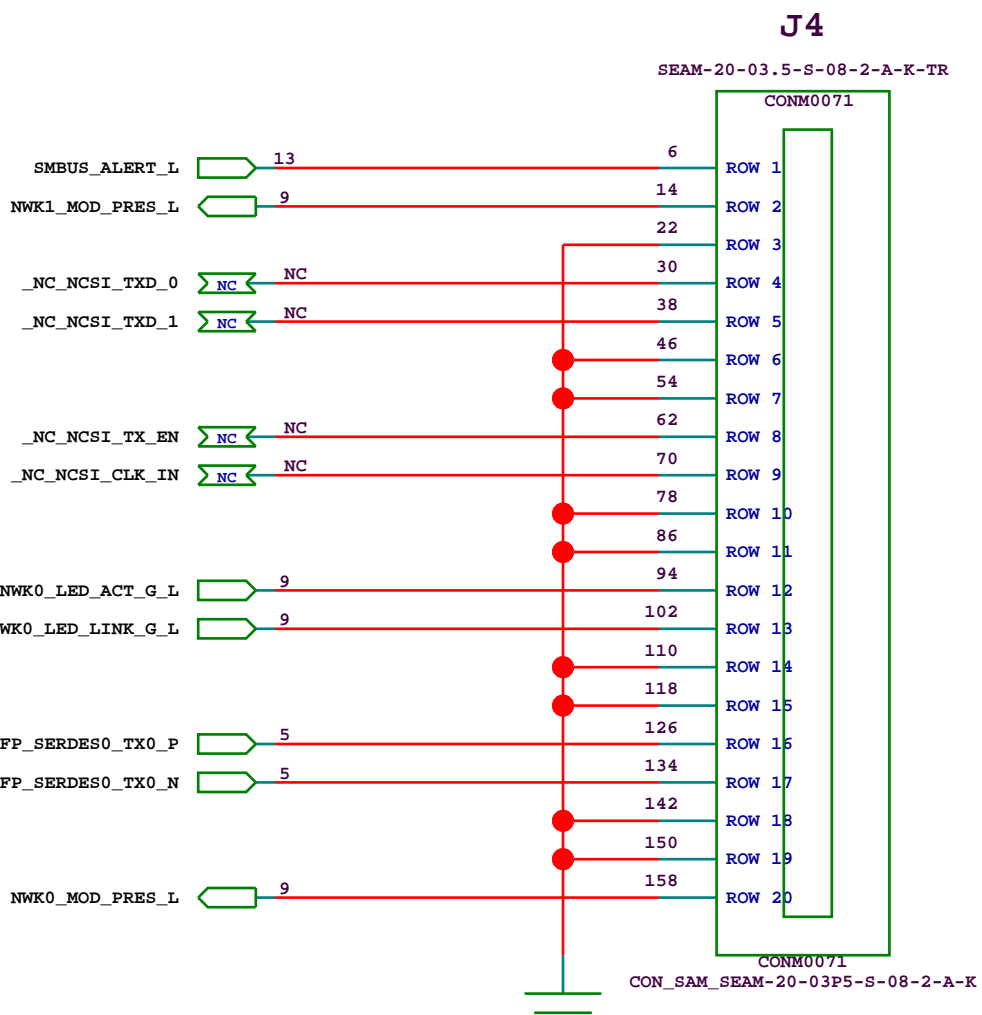 J4
SEAM-20-03.5-S-08-2-A-K-TR
CONM0071
SMBUS_ALERT_L 13 6 ROW 1
NWK1_MOD_PRES_L 9 14 ROW 2
22 ROW 3
_NC_NCSI_TXD_0 NC NC 30 ROW 4
_NC_NCSI_TXD_1 NC NC 38 ROW 5
46 ROW 6
54 ROW 7
_NC_NCSI_TX_EN NC NC 62 ROW 8
_NC_NCSI_CLK_IN NC NC 70 ROW 9
78 ROW 10
86 ROW 11
NWK0_LED_ACT_G_L 9 94 ROW 12
WK0_LED_LINK_G_L 9 102 ROW 13
110 ROW 14
118 ROW 15
FP_SERDES0_TX0_P 5 126 ROW 16
FP_SERDES0_TX0_N 5 134 ROW 17
142 ROW 18
150 ROW 19
NWK0_MOD_PRES_L 9 158 ROW 20
CONM0071
CON_SAM_SEAM-20-03P5-S-08-2-A-K